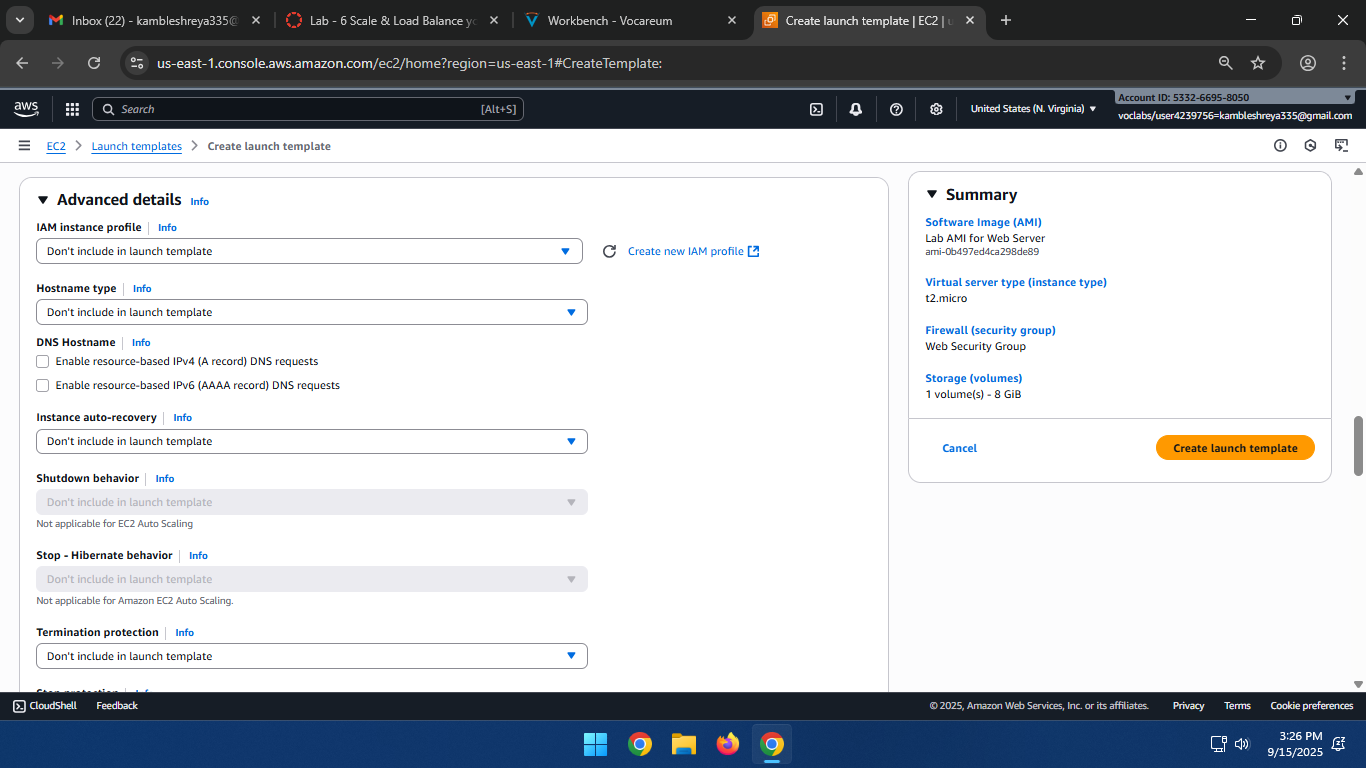 Inbox (22) - kambleshreya335@
Lab - 6 Scale & Load Balance yo
Workbench - Vocareum
Create launch template | EC2 | u
us-east-1.console.aws.amazon.com/ec2/home?region=us-east-1#CreateTemplate:
aws
Search
[Alt+S]
United States (N. Virginia)
Account ID: 5332-6695-8050
voclabs/user4239756=kambleshreya335@gmail.com
EC2
Launch templates
Create launch template
Advanced details Info
IAM instance profile Info
Don't include in launch template
Create new IAM profile
Hostname type Info
Don't include in launch template
DNS Hostname Info
Enable resource-based IPv4 (A record) DNS requests
Enable resource-based IPv6 (AAAA record) DNS requests
Instance auto-recovery Info
Don't include in launch template
Shutdown behavior Info
Don't include in launch template
Not applicable for EC2 Auto Scaling
Stop - Hibernate behavior Info
Don't include in launch template
Not applicable for Amazon EC2 Auto Scaling.
Termination protection Info
Don't include in launch template
Stop protection Info
Summary
Software Image (AMI)
Lab AMI for Web Server
ami-0b497ed4ca298de89
Virtual server type (instance type)
t2.micro
Firewall (security group)
Web Security Group
Storage (volumes)
1 volume(s) - 8 GiB
Cancel
Create launch template
CloudShell
Feedback
© 2025, Amazon Web Services, Inc. or its affiliates.
Privacy
Terms
Cookie preferences
3:26 PM
9/15/2025